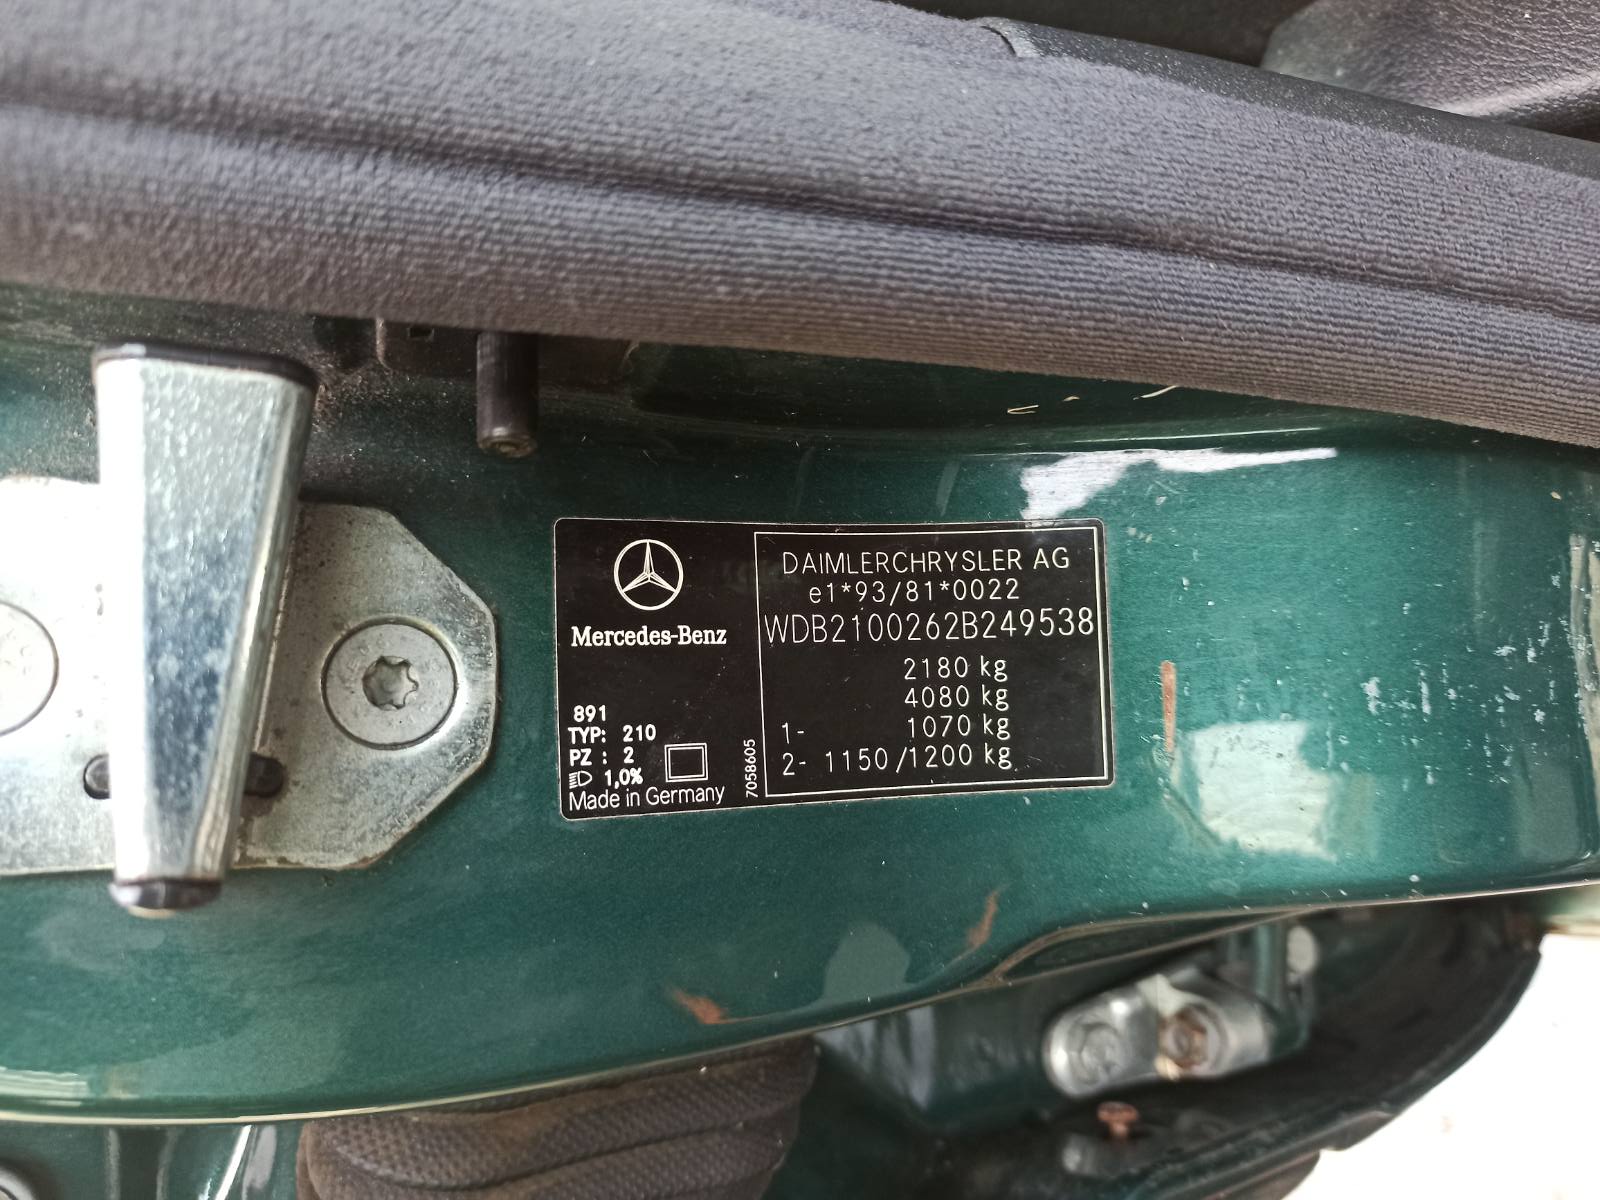 Mercedes-Benz
891
TYP: 210
PZ : 2
1,0%
Made in Germany
7058605
DAIMLERCHRYSLER AG
e1*93/81*0022
WDB2100262B249538
2180 kg
4080 kg
1- 1070 kg
2- 1150/1200 kg